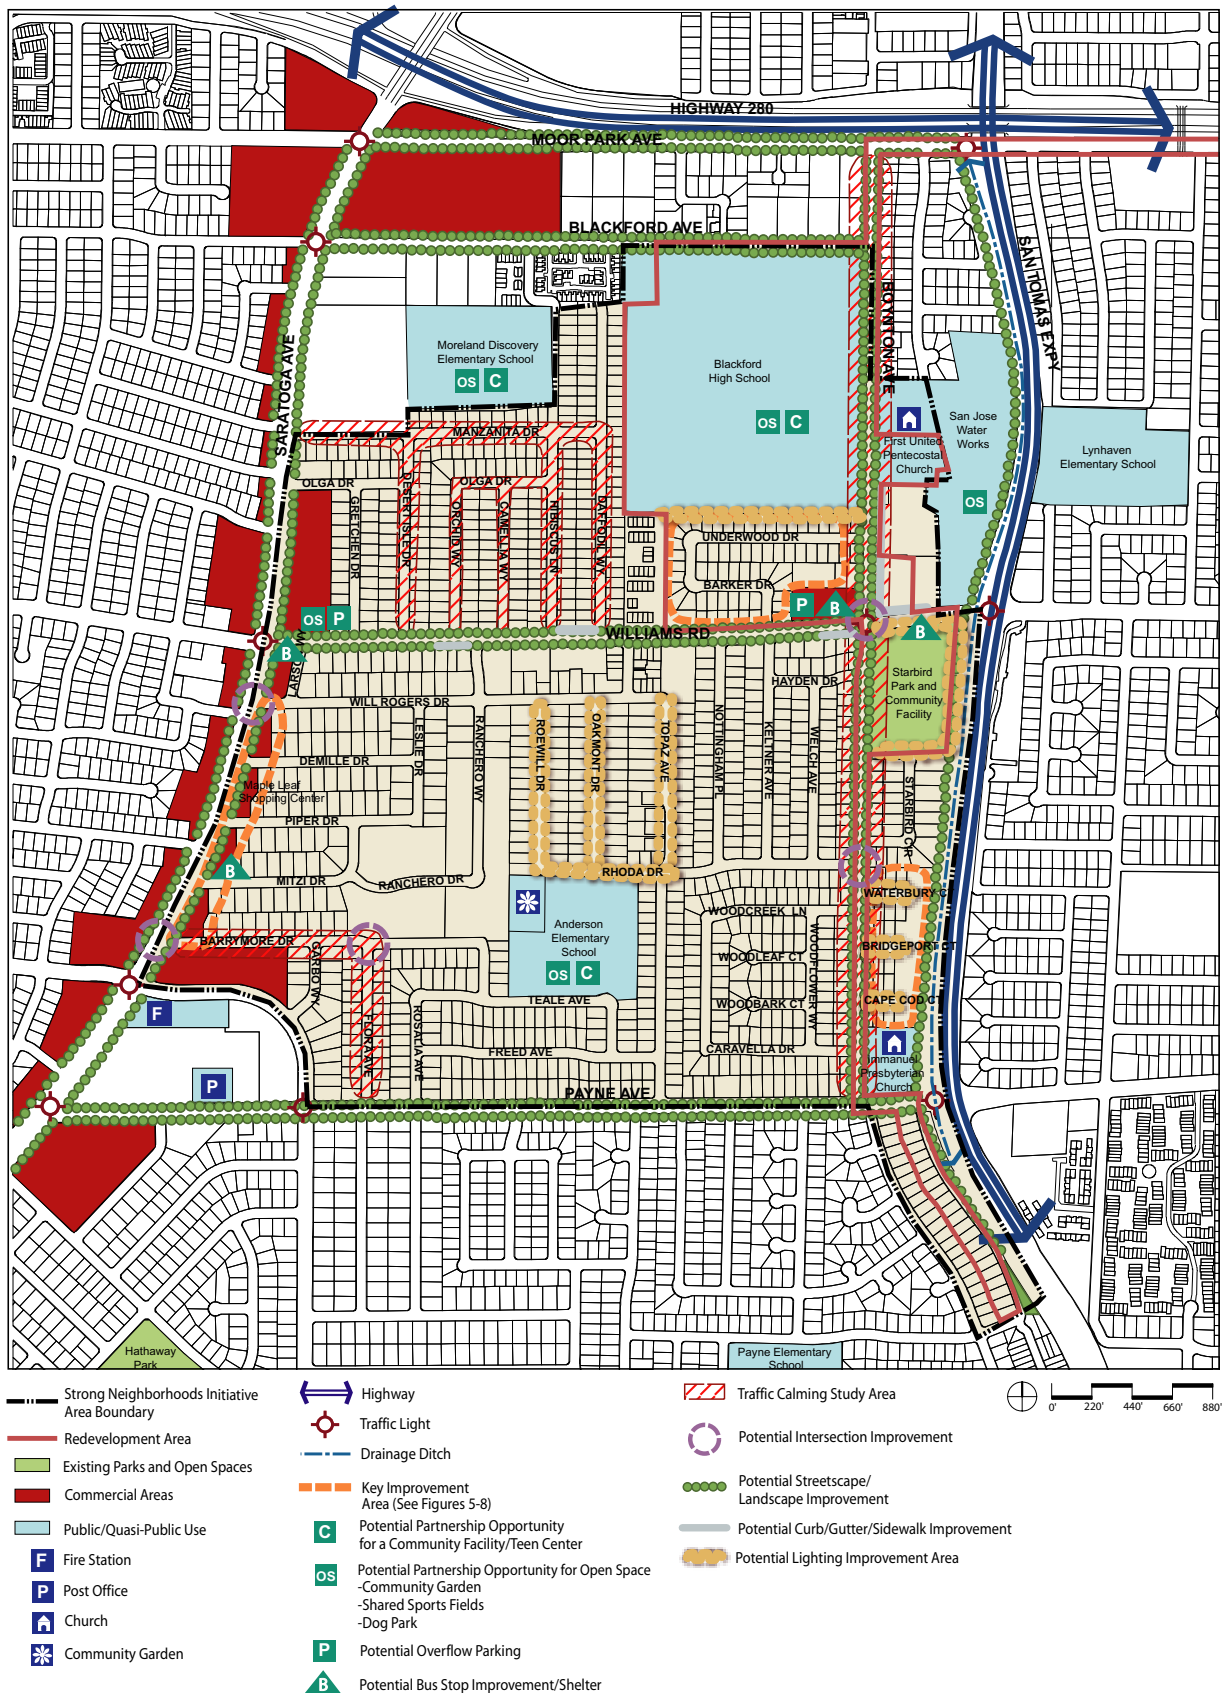 HIGHWAY 280
MOOR PARK AVE
BLACKFORD AVE
SARATOGA AVE
BOYNTON AVE
SAN TOMAS EXPY
Moreland Discovery
Elementary School
OS C
Blackford
High School
OS C
First United
Pentecostal
Church
San Jose
Water
Works
OS
Lynhaven
Elementary School
MANZANITA DR
OLGA DR
OLGA DR
GRETCHEN DR
DESERT ISLE DR
ORCHID WY
CAMELLIA WY
HIBISCUS LN
DAFFODIL WY
UNDERWOOD DR
BARKER DR
P B
OS P
B
B
WILLIAMS RD
LARSON WY
Starbird
Park and
Community
Facility
HAYDEN DR
WILL ROGERS DR
LESLIE DR
RANCHERO WY
ROEWILL DR
OAKMONT DR
TOPAZ AVE
NOTTINGHAM PL
KELTNER AVE
WELCH AVE
DEMILLE DR
Maple Leaf
Shopping Center
PIPER DR
STARBIRD CIR
B
MITZI DR
RANCHERO DR
RHODA DR
WATERBURY CT
WOODCREEK LN
Anderson
Elementary
School
OS C
BARRYMORE DR
GARBO WY
WOODFLOWER WY
BRIDGEPORT CT
WOODLEAF CT
TEALE AVE
WOODBARK CT
CAPE COD CT
F
FLORA AVE
ROSALIA AVE
FREED AVE
CARAVELLA DR
Immanuel
Presbyterian
Church
P
PAYNE AVE
Hathaway
Park
Payne Elementary
School
Strong Neighborhoods Initiative
Area Boundary
Redevelopment Area
Existing Parks and Open Spaces
Commercial Areas
Public/Quasi-Public Use
F Fire Station
P Post Office
Church
Community Garden
Highway
Traffic Light
Drainage Ditch
Key Improvement
Area (See Figures 5-8)
C Potential Partnership Opportunity
for a Community Facility/Teen Center
OS Potential Partnership Opportunity for Open Space
-Community Garden
-Shared Sports Fields
-Dog Park
P Potential Overflow Parking
B Potential Bus Stop Improvement/Shelter
Traffic Calming Study Area
Potential Intersection Improvement
Potential Streetscape/
Landscape Improvement
Potential Curb/Gutter/Sidewalk Improvement
Potential Lighting Improvement Area
0' 220' 440' 660' 880'